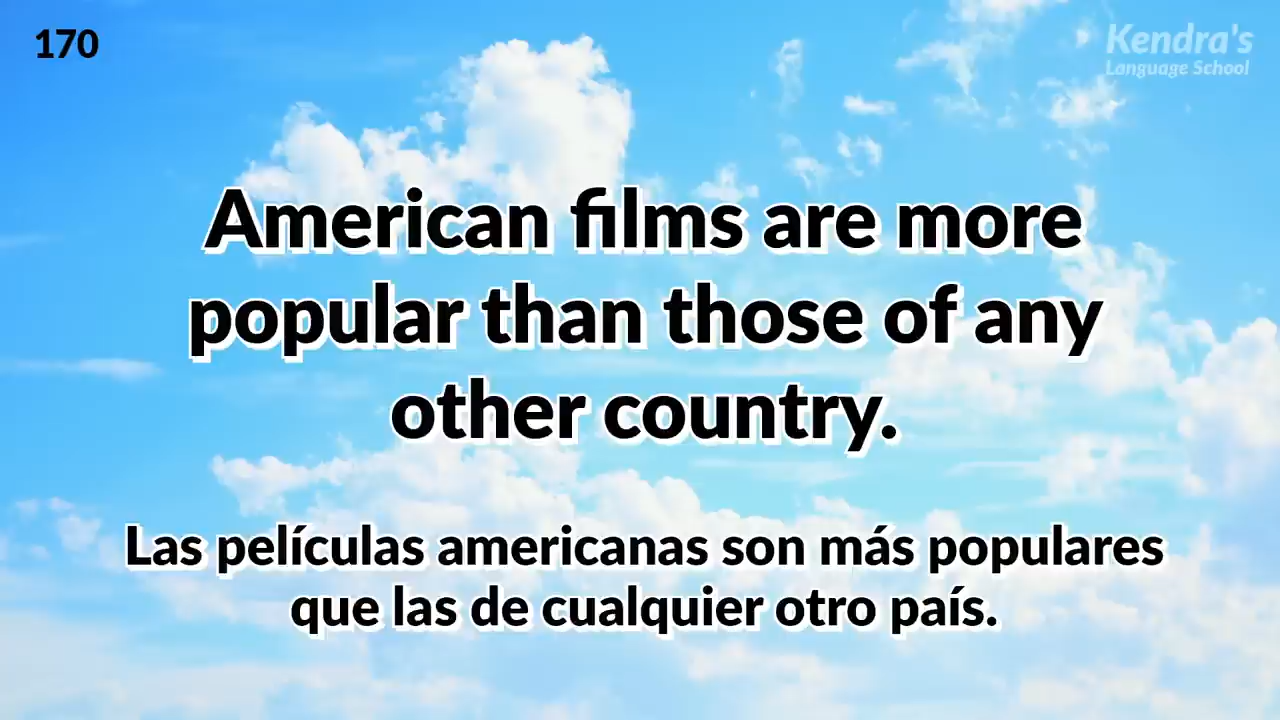 170
Kendra's
Language School
American films are more
popular than those of any
other country.
Las películas americanas son más populares
que las de cualquier otro país.